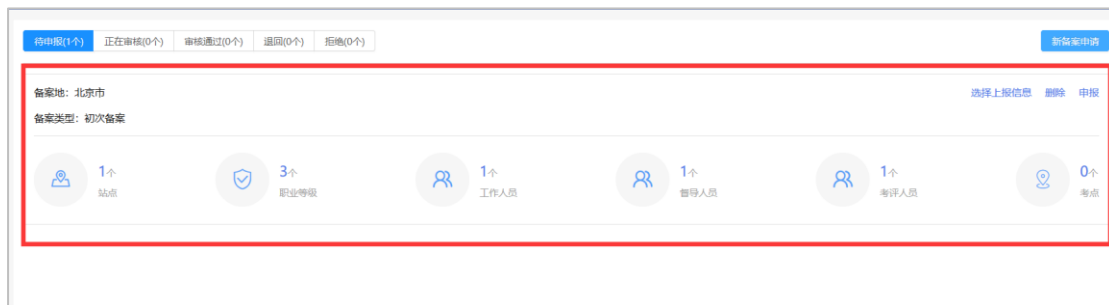 待申报(1个) 正在审核(0个) 审核通过(0个) 退回(0个) 拒绝(0个) 新备案申请
备案地：北京市 选择上报信息 删除 申报
备案类型：初次备案
1个 3个 1个 1个 1个 0个
站点 职业等级 工作人员 督导人员 考评人员 考点